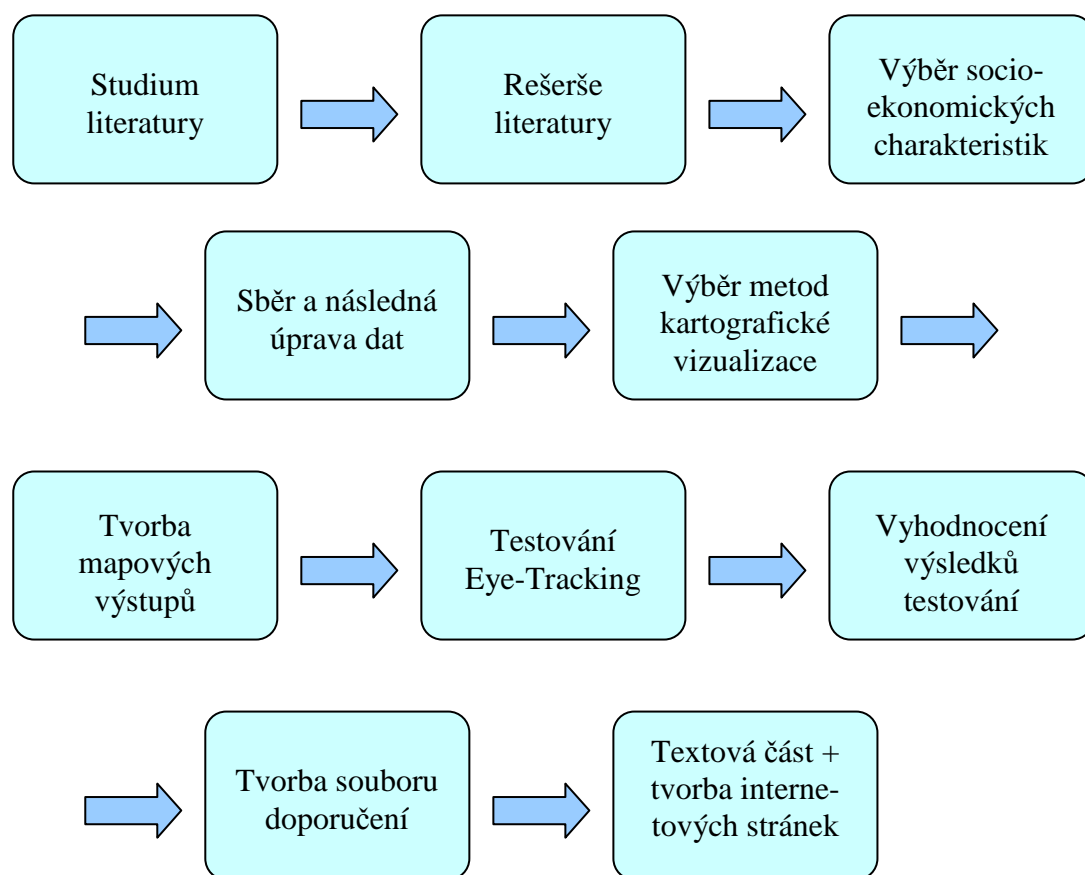 Studium
literatury
Rešerše
literatury
Výběr socio-
ekonomických
charakteristik
Sběr a následná
úprava dat
Výběr metod
kartografické
vizualizace
Tvorba
mapových
výstupů
Testování
Eye-Tracking
Vyhodnocení
výsledků
testování
Tvorba souboru
doporučení
Textová část +
tvorba interne-
tových stránek